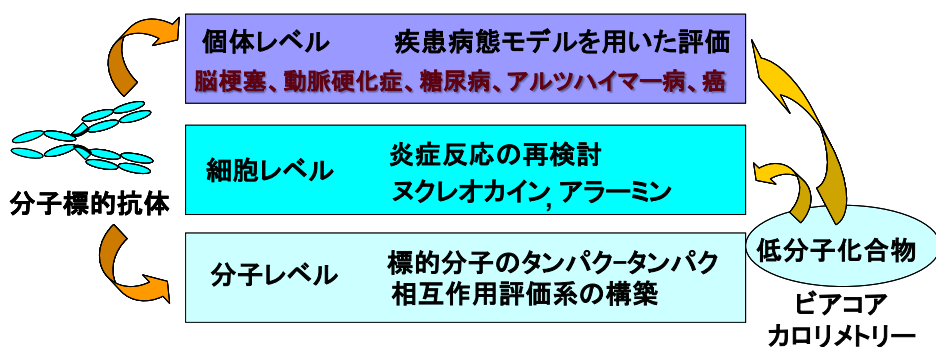 個体レベル 疾患病態モデルを用いた評価
脳梗塞、動脈硬化症、糖尿病、アルツハイマー病、癌
分子標的抗体
細胞レベル 炎症反応の再検討
ヌクレオカイン, アラーミン
分子レベル 標的分子のタンパク-タンパク
相互作用評価系の構築
低分子化合物
ビアコア
カロリメトリー